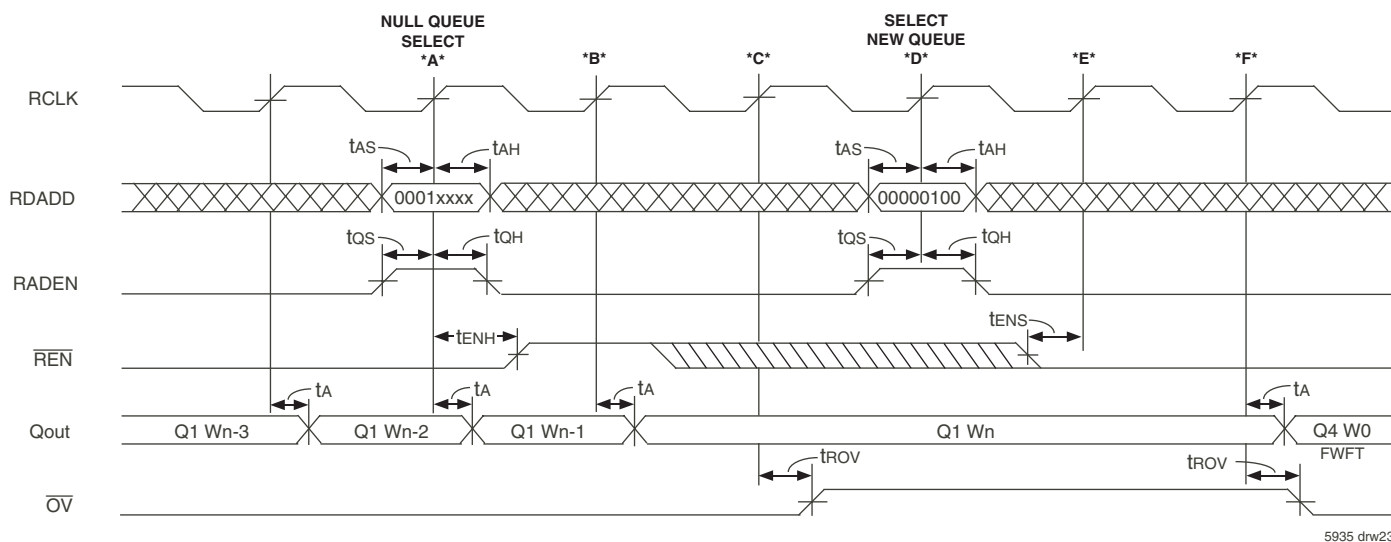 NULL QUEUE
SELECT
*A*
*B*
*C*
SELECT
NEW QUEUE
*D*
*E*
*F*
RCLK
tAS
tAH
tAS
tAH
RDADD
0001xxxx
00000100
tQS
tQH
tQS
tQH
RADEN
tENH
tENS
REN
tA
tA
tA
tA
Qout
Q1 Wn-3
Q1 Wn-2
Q1 Wn-1
Q1 Wn
Q4 W0
FWFT
tROV
tROV
OV
5935 drw23